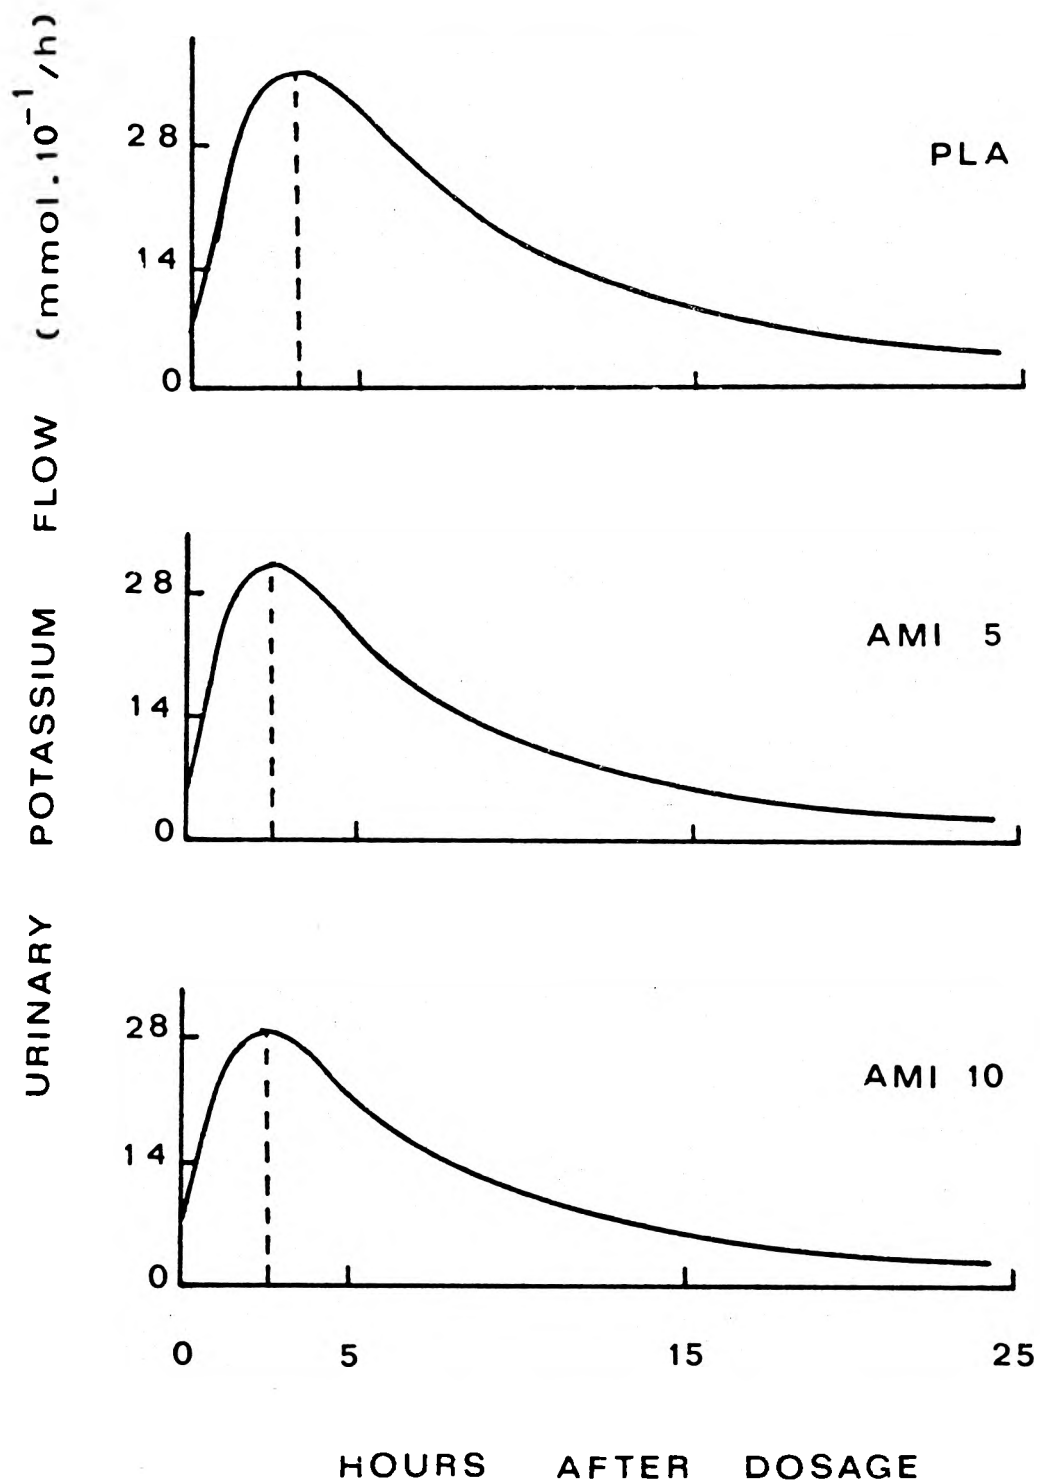 URINARY POTASSIUM FLOW (mmol.10⁻¹/h)
28
14
0
PLA
28
14
0
AMI 5
28
14
0
AMI 10
0 5 15 25
HOURS AFTER DOSAGE